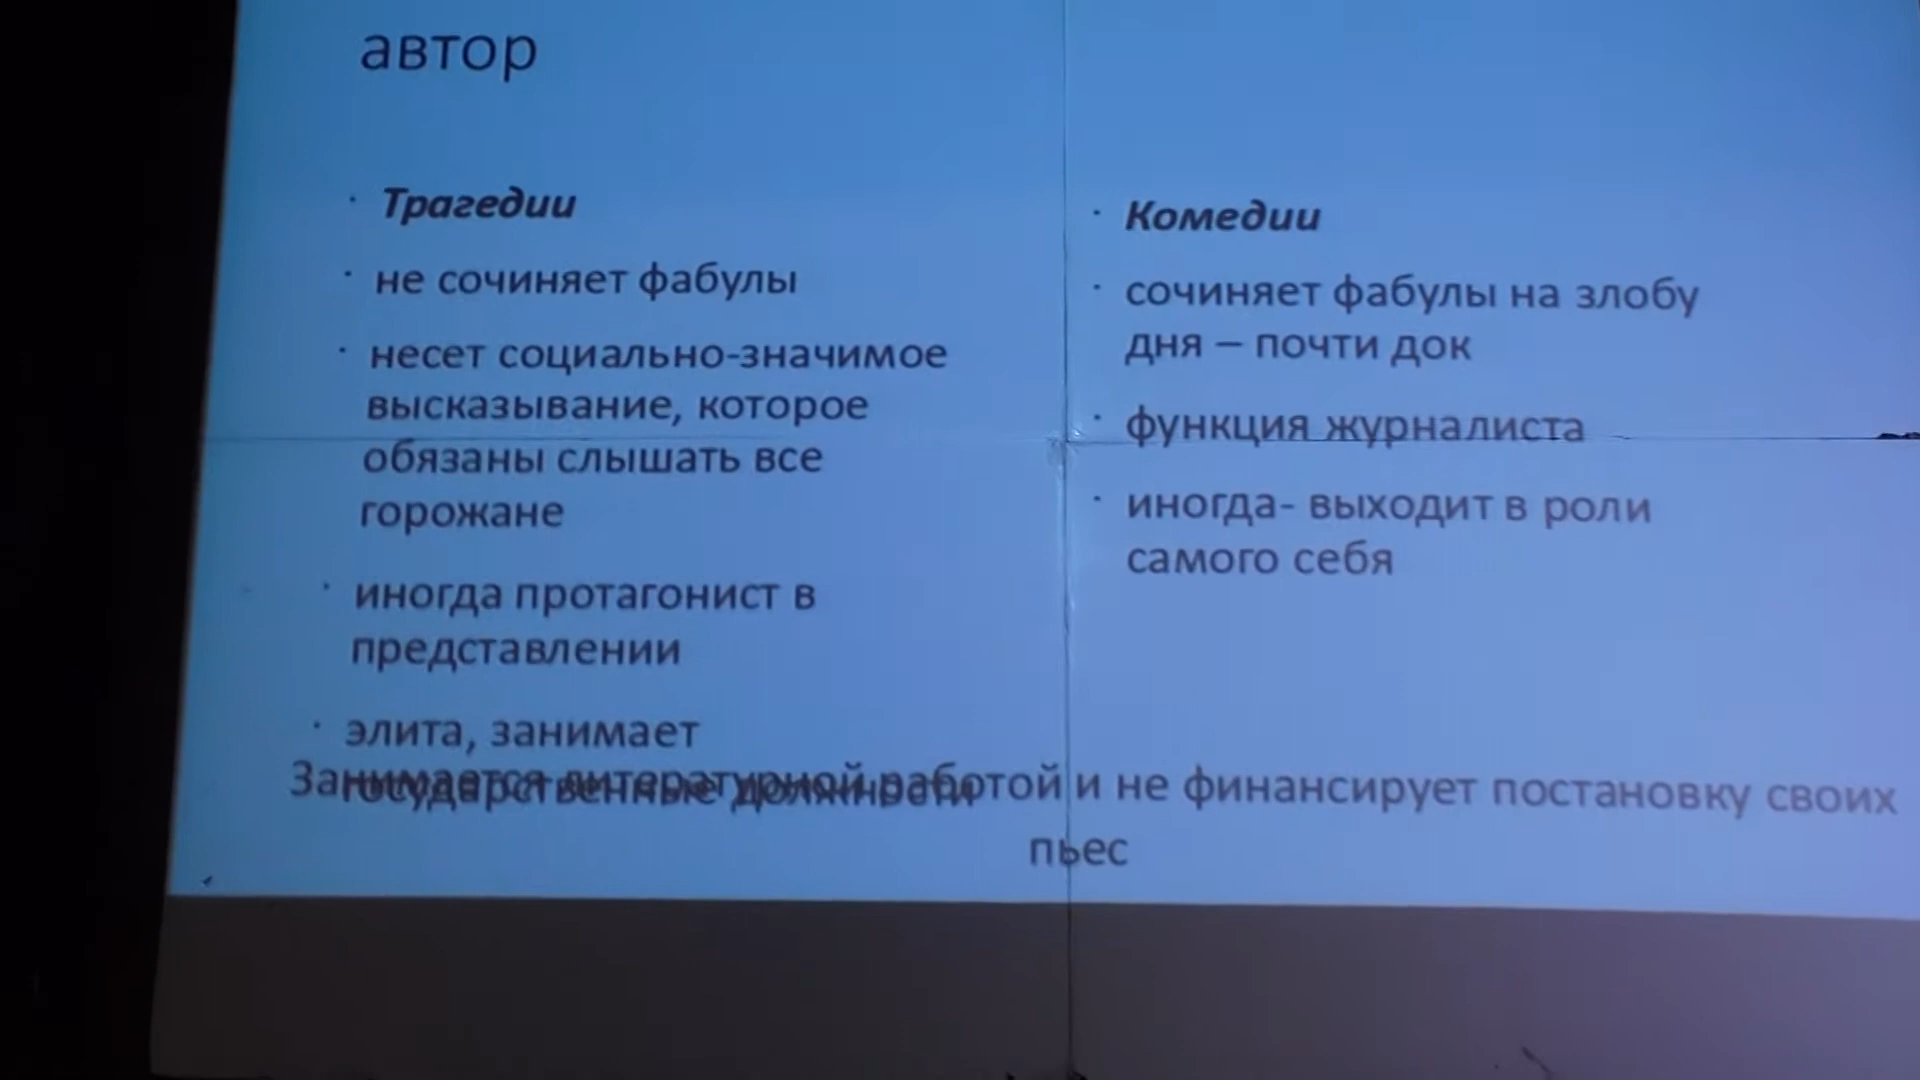 автор
Трагедии
не сочиняет фабулы
несет социально-значимое
высказывание, которое
обязаны слышать все
горожане
иногда протагонист в
представлении
элита, занимает
государственные должности
Комедии
сочиняет фабулы на злобу
дня – почти док
функция журналиста
иногда- выходит в роли
самого себя
Занимается литературной работой и не финансирует постановку своих
пьес